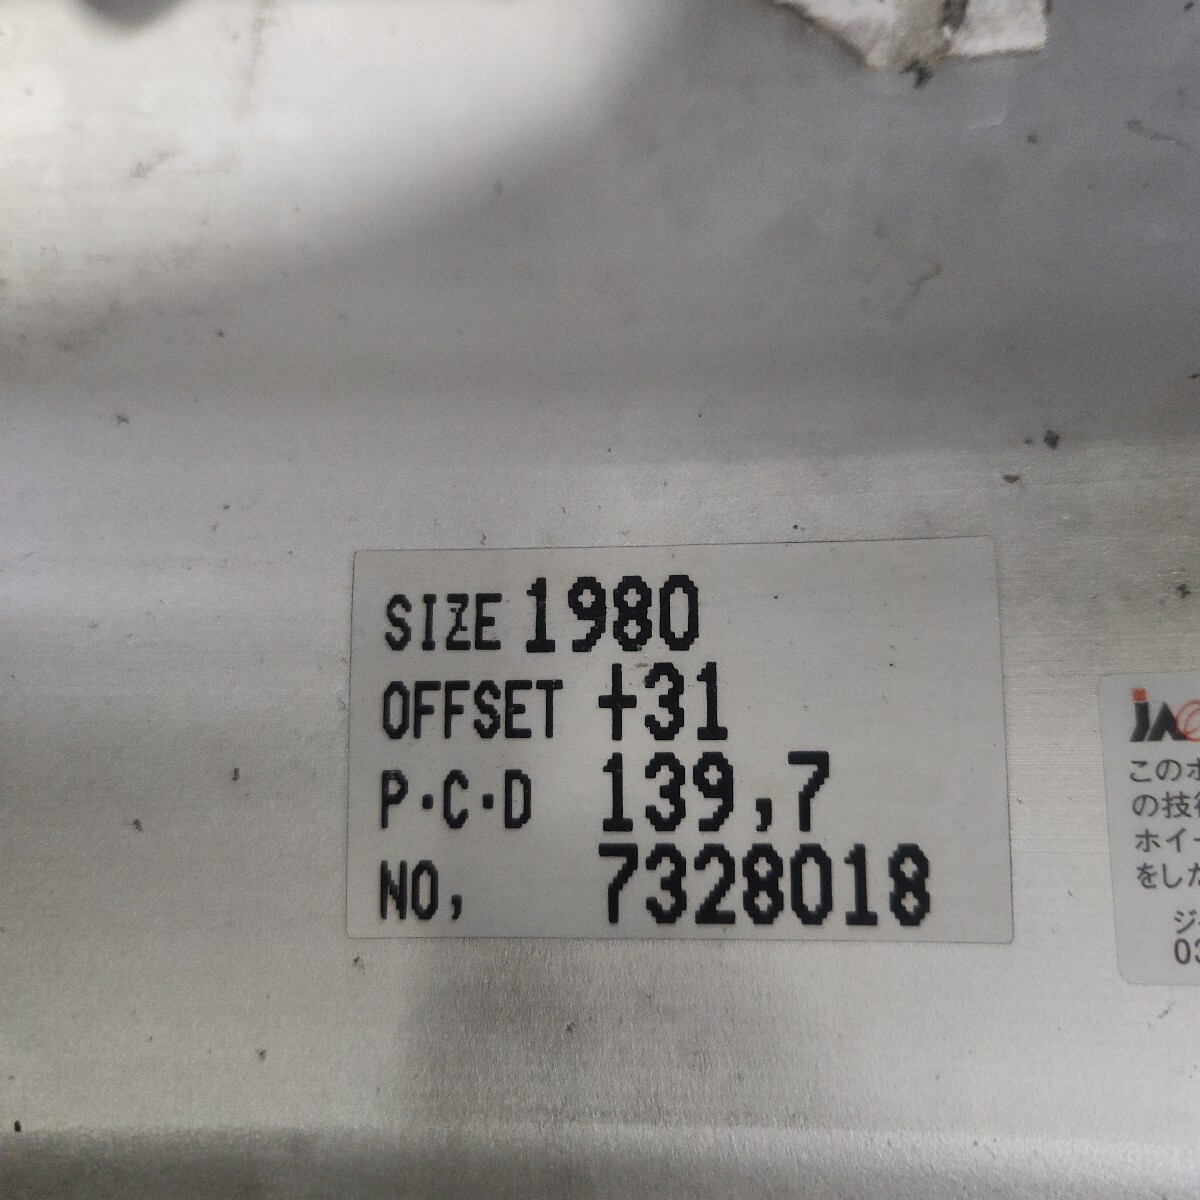 SIZE 1980
OFFSET +31
P・C・D 139,7
NO, 7328018
このホ
の技術
ホイー
をした
03